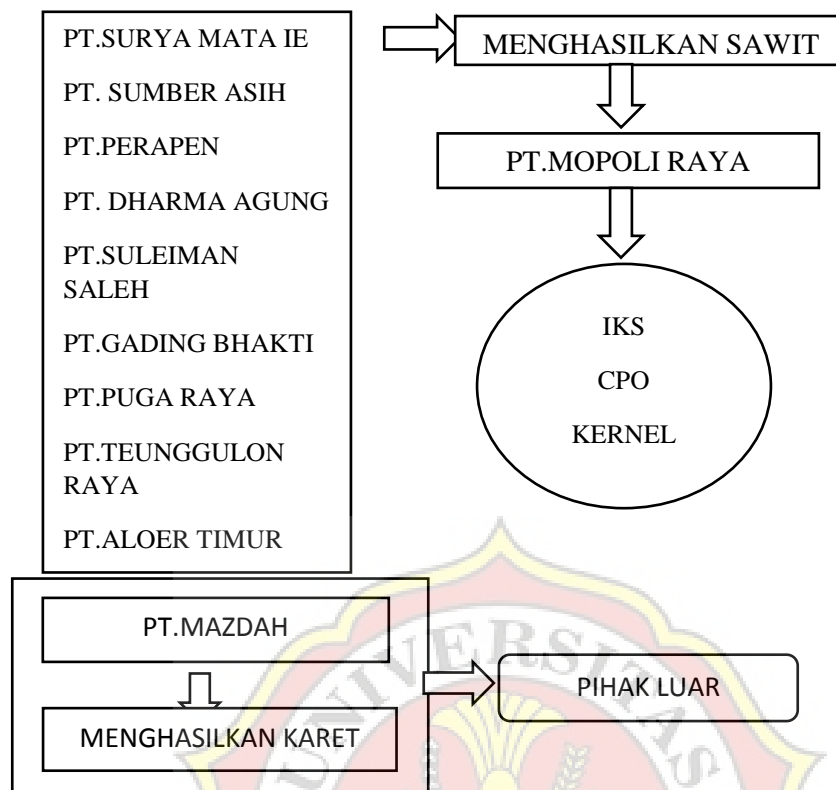 PT.SURYA MATA IE
PT. SUMBER ASIH
PT.PERAPEN
PT. DHARMA AGUNG
PT.SULEIMAN
SALEH
PT.GADING BHAKTI
PT.PUGA RAYA
PT.TEUNGGULON
RAYA
PT.ALOER TIMUR
MENGHASILKAN SAWIT
PT.MOPOLI RAYA
IKS
CPO
KERNEL
PT.MAZDAH
MENGHASILKAN KARET
PIHAK LUAR
UNIVERSITAS